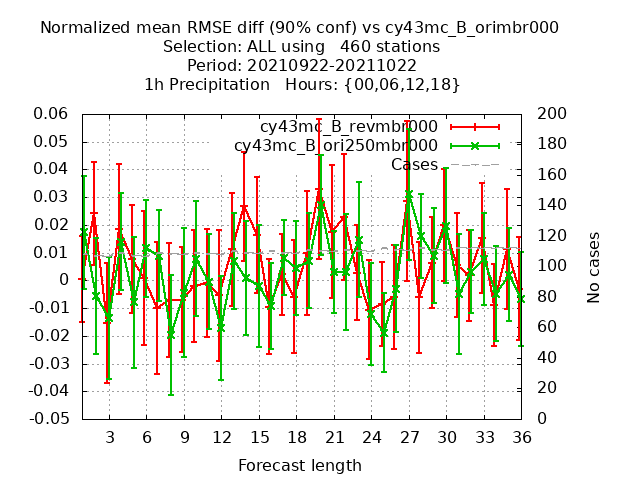 Normalized mean RMSE diff (90% conf) vs cy43mc_B_orimbr000
Selection: ALL using   460 stations
Period: 20210922-20211022
1h Precipitation   Hours: {00,06,12,18}
cy43mc_B_revmbr000
cy43mc_B_ori250mbr000
Cases
0.06
0.05
0.04
0.03
0.02
0.01
0
-0.01
-0.02
-0.03
-0.04
-0.05
200
180
160
140
120
100
80
60
40
20
0
No cases
3 6 9 12 15 18 21 24 27 30 33 36
Forecast length